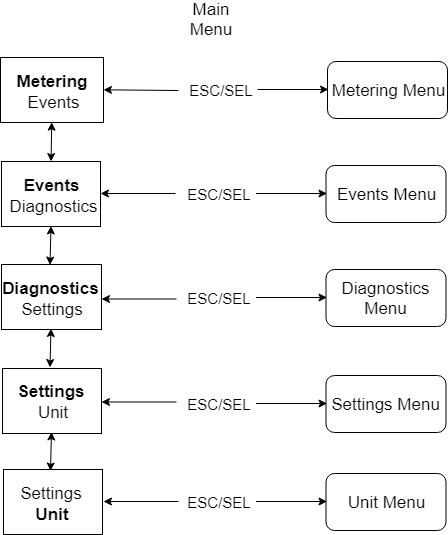 Main
Menu
Metering
Events
ESC/SEL
Metering Menu
Events
Diagnostics
ESC/SEL
Events Menu
Diagnostics
Settings
ESC/SEL
Diagnostics
Menu
Settings
Unit
ESC/SEL
Settings Menu
Settings
Unit
ESC/SEL
Unit Menu